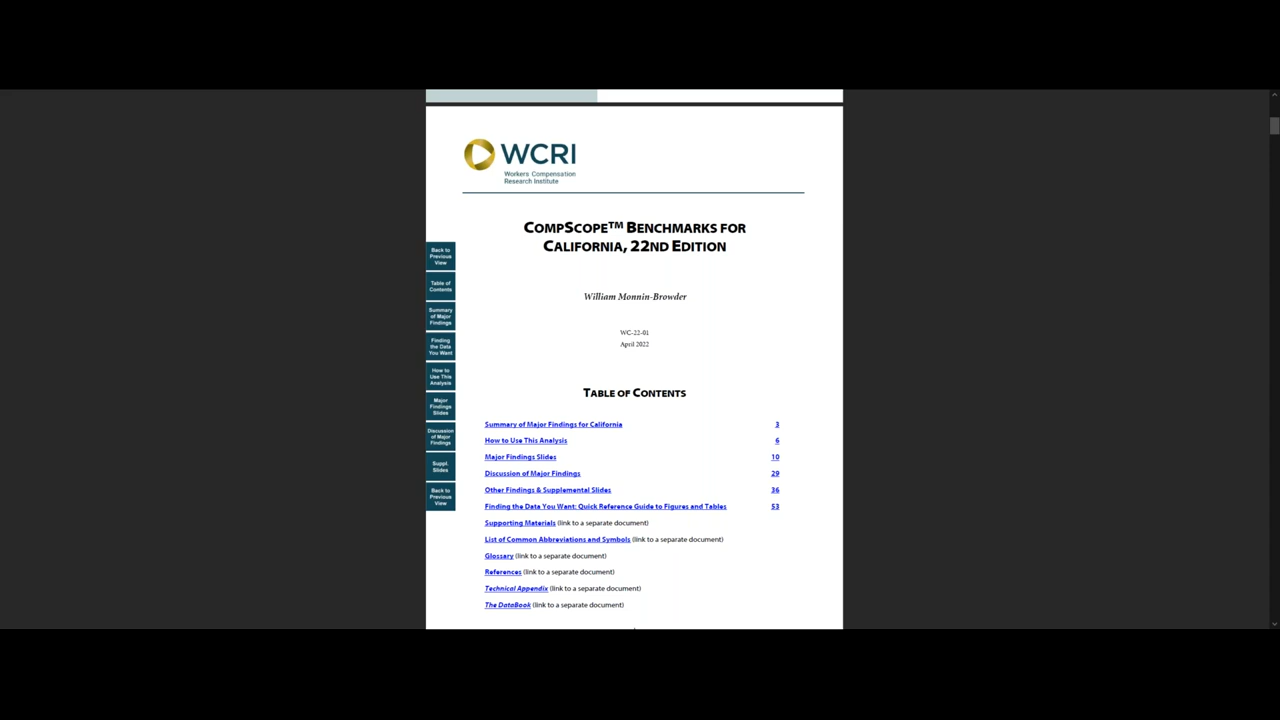 WCRI
Workers Compensation
Research Institute
CompScope™ Benchmarks for
California, 22nd Edition
William Monnin-Browder
WC-22-01
April 2022
Back to
Previous
View
Table of
Contents
Summary
of Major
Findings
Finding
the Data
You Want
How to
Use This
Analysis
Major
Findings
Slides
Discussion
of Major
Findings
Suppl.
Slides
Back to
Previous
View
Table of Contents
Summary of Major Findings for California 3
How to Use This Analysis 6
Major Findings Slides 10
Discussion of Major Findings 29
Other Findings & Supplemental Slides 36
Finding the Data You Want: Quick Reference Guide to Figures and Tables 53
Supporting Materials (link to a separate document)
List of Common Abbreviations and Symbols (link to a separate document)
Glossary (link to a separate document)
References (link to a separate document)
Technical Appendix (link to a separate document)
The DataBook (link to a separate document)